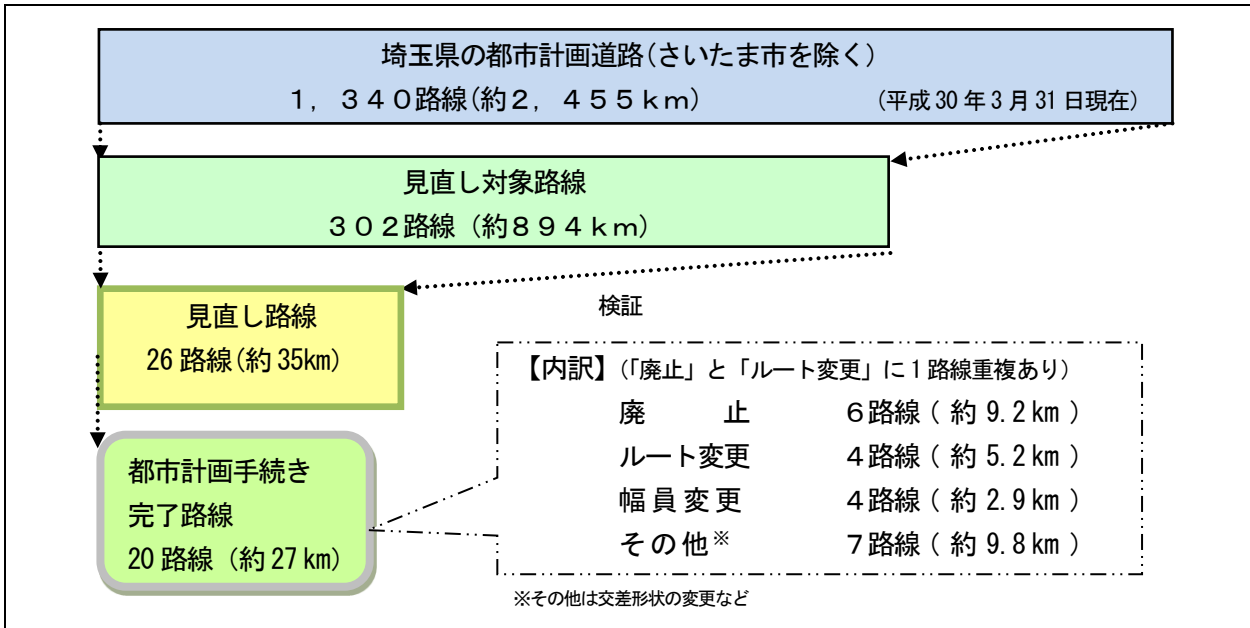 埼玉県の都市計画道路(さいたま市を除く)
1,340路線(約2,455km) (平成30年3月31日現在)
見直し対象路線
302路線(約894km)
見直し路線
26路線(約35km)
検証
都市計画手続き
完了路線
20路線(約27km)
【内訳】(「廃止」と「ルート変更」に1路線重複あり)
廃止 6路線(約9.2km)
ルート変更 4路線(約5.2km)
幅員変更 4路線(約2.9km)
その他※ 7路線(約9.8km)
※その他は交差形状の変更など